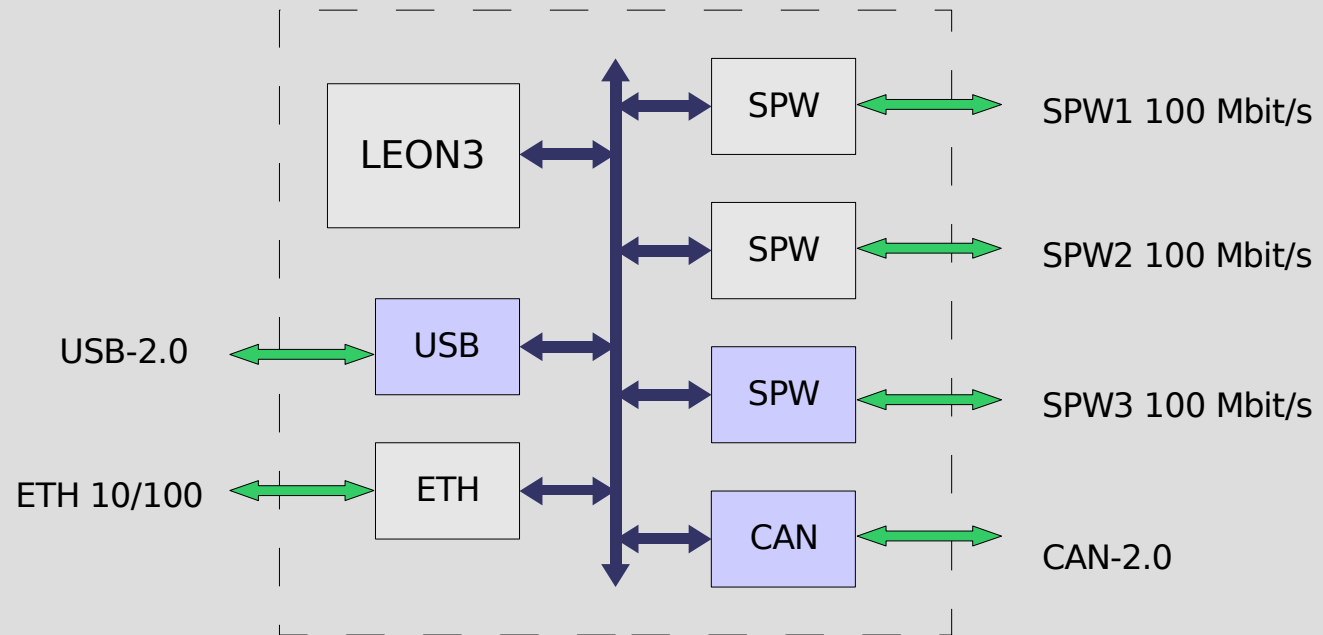 LEON3
SPW
SPW1 100 Mbit/s
SPW
SPW2 100 Mbit/s
USB-2.0
USB
SPW
SPW3 100 Mbit/s
ETH 10/100
ETH
CAN
CAN-2.0